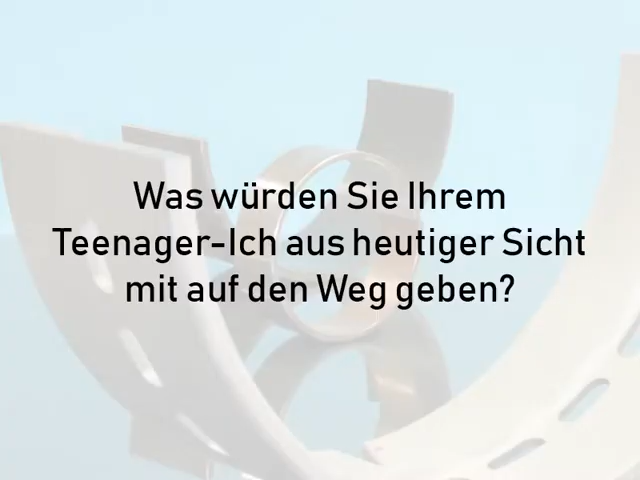 Was würden Sie Ihrem
Teenager-Ich aus heutiger Sicht
mit auf den Weg geben?